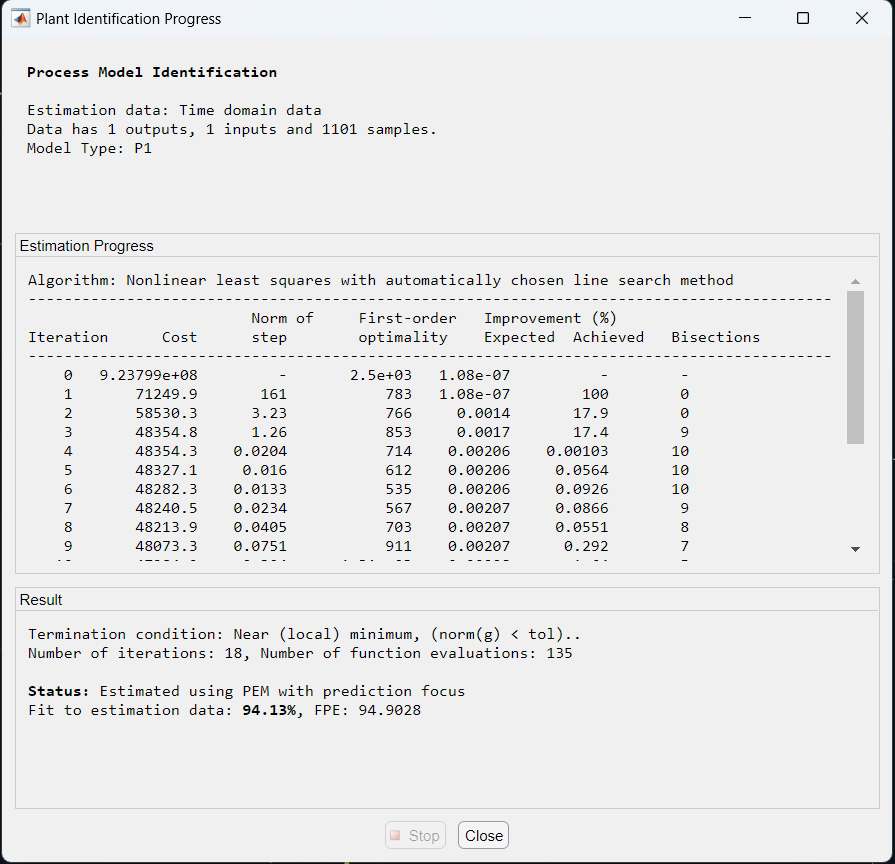 Plant Identification Progress
Process Model Identification
Estimation data: Time domain data
Data has 1 outputs, 1 inputs and 1101 samples.
Model Type: P1
Estimation Progress
Algorithm: Nonlinear least squares with automatically chosen line search method
--------------------------------------------------------------------------------
Norm of First-order Improvement (%)
Iteration Cost step optimality Expected Achieved Bisections
--------------------------------------------------------------------------------
0 9.23799e+08 - 2.5e+03 1.08e-07 - -
1 71249.9 161 783 1.08e-07 100 0
2 58530.3 3.23 766 0.0014 17.9 0
3 48354.8 1.26 853 0.0017 17.4 9
4 48354.3 0.0204 714 0.00206 0.00103 10
5 48327.1 0.016 612 0.00206 0.0564 10
6 48282.3 0.0133 535 0.00206 0.0926 10
7 48240.5 0.0234 567 0.00207 0.0866 9
8 48213.9 0.0405 703 0.00207 0.0551 8
9 48073.3 0.0751 911 0.00207 0.292 7
Result
Termination condition: Near (local) minimum, (norm(g) < tol)..
Number of iterations: 18, Number of function evaluations: 135
Status: Estimated using PEM with prediction focus
Fit to estimation data: 94.13%, FPE: 94.9028
Stop Close